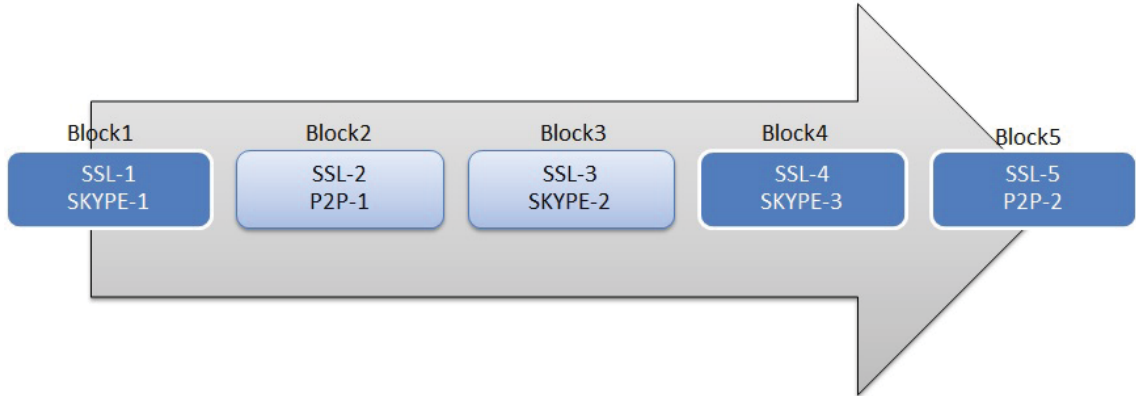 Block1
SSL-1
SKYPE-1
Block2
SSL-2
P2P-1
Block3
SSL-3
SKYPE-2
Block4
SSL-4
SKYPE-3
Block5
SSL-5
P2P-2